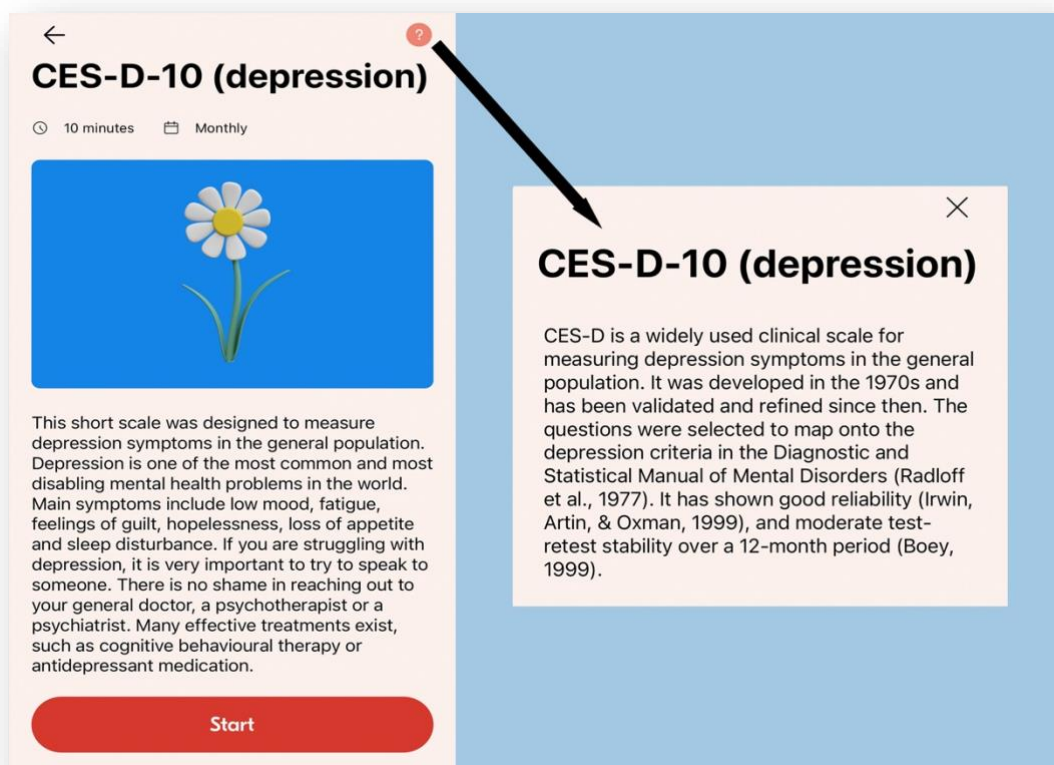 ?
CES-D-10 (depression)
10 minutes Monthly
This short scale was designed to measure
depression symptoms in the general population.
Depression is one of the most common and most
disabling mental health problems in the world.
Main symptoms include low mood, fatigue,
feelings of guilt, hopelessness, loss of appetite
and sleep disturbance. If you are struggling with
depression, it is very important to try to speak to
someone. There is no shame in reaching out to
your general doctor, a psychotherapist or a
psychiatrist. Many effective treatments exist,
such as cognitive behavioural therapy or
antidepressant medication.
Start
CES-D-10 (depression)
CES-D is a widely used clinical scale for
measuring depression symptoms in the general
population. It was developed in the 1970s and
has been validated and refined since then. The
questions were selected to map onto the
depression criteria in the Diagnostic and
Statistical Manual of Mental Disorders (Radloff
et al., 1977). It has shown good reliability (Irwin,
Artin, & Oxman, 1999), and moderate test-
retest stability over a 12-month period (Boey,
1999).